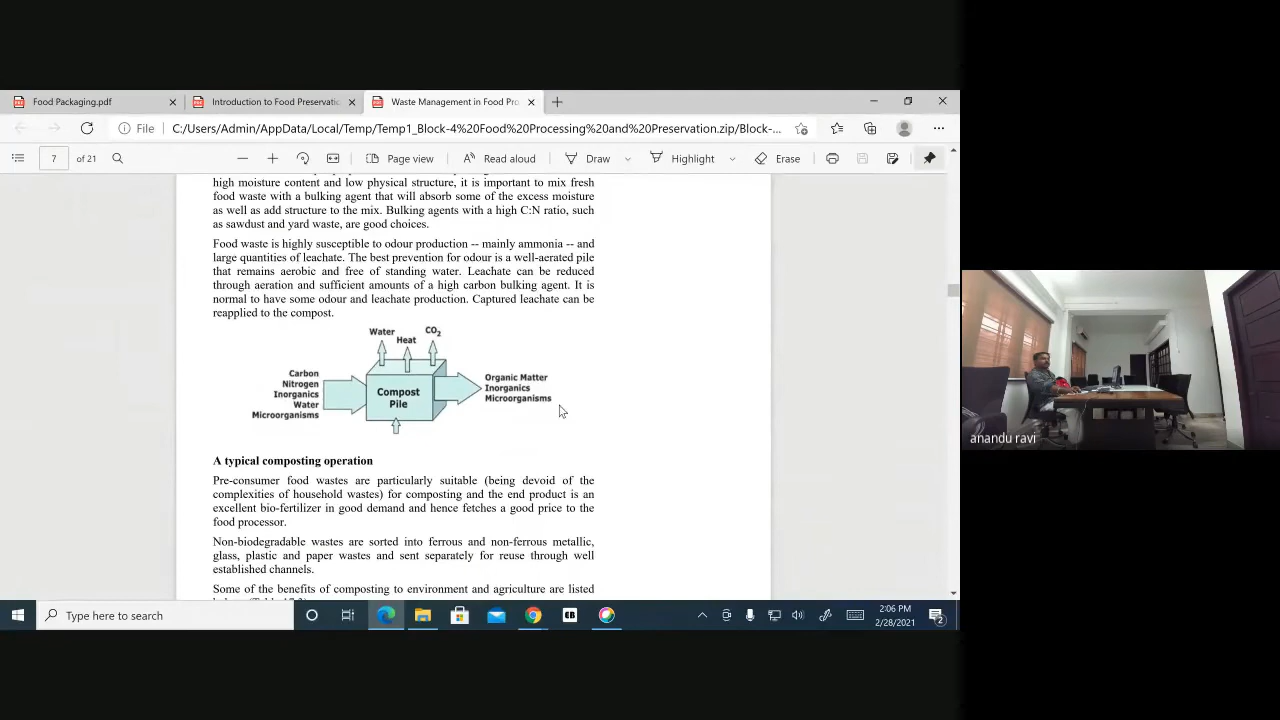 Food Packaging.pdf
Introduction to Food Preservatio
Waste Management in Food Pro
File
C:/Users/Admin/AppData/Local/Temp/Temp1_Block-4%20Food%20Processing%20and%20Preservation.zip/Block-...
7 of 21
Page view
Read aloud
Draw
Highlight
Erase
high moisture content and low physical structure, it is important to mix fresh
food waste with a bulking agent that will absorb some of the excess moisture
as well as add structure to the mix. Bulking agents with a high C:N ratio, such
as sawdust and yard waste, are good choices.
Food waste is highly susceptible to odour production -- mainly ammonia -- and
large quantities of leachate. The best prevention for odour is a well-aerated pile
that remains aerobic and free of standing water. Leachate can be reduced
through aeration and sufficient amounts of a high carbon bulking agent. It is
normal to have some odour and leachate production. Captured leachate can be
reapplied to the compost.
Water
Heat
CO2
Carbon
Nitrogen
Inorganics
Water
Microorganisms
Compost
Pile
Organic Matter
Inorganics
Microorganisms
A typical composting operation
Pre-consumer food wastes are particularly suitable (being devoid of the
complexities of household wastes) for composting and the end product is an
excellent bio-fertilizer in good demand and hence fetches a good price to the
food processor.
Non-biodegradable wastes are sorted into ferrous and non-ferrous metallic,
glass, plastic and paper wastes and sent separately for reuse through well
established channels.
Some of the benefits of composting to environment and agriculture are listed
anandu ravi
Type here to search
2:06 PM
2/28/2021
2